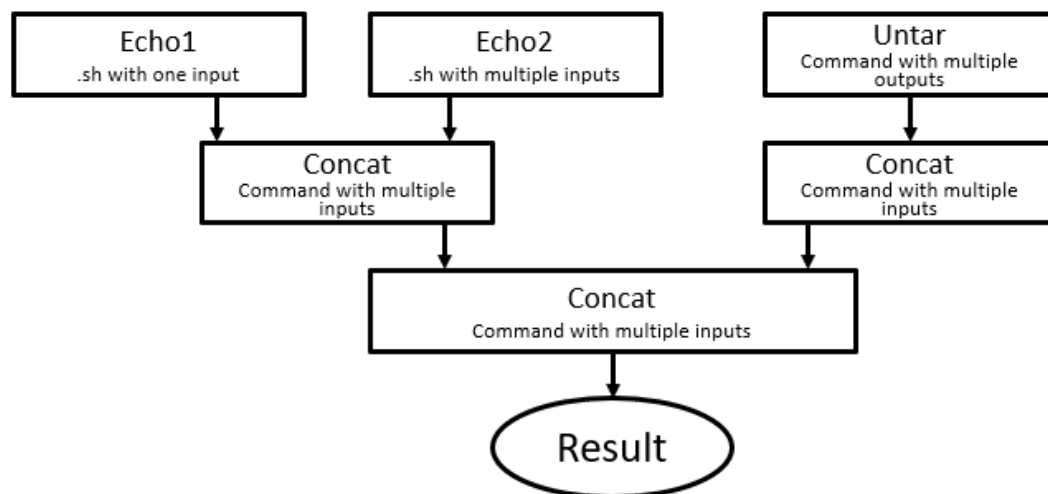 Echo1
.sh with one input
Echo2
.sh with multiple inputs
Untar
Command with multiple
outputs
Concat
Command with multiple
inputs
Concat
Command with multiple
inputs
Concat
Command with multiple inputs
Result